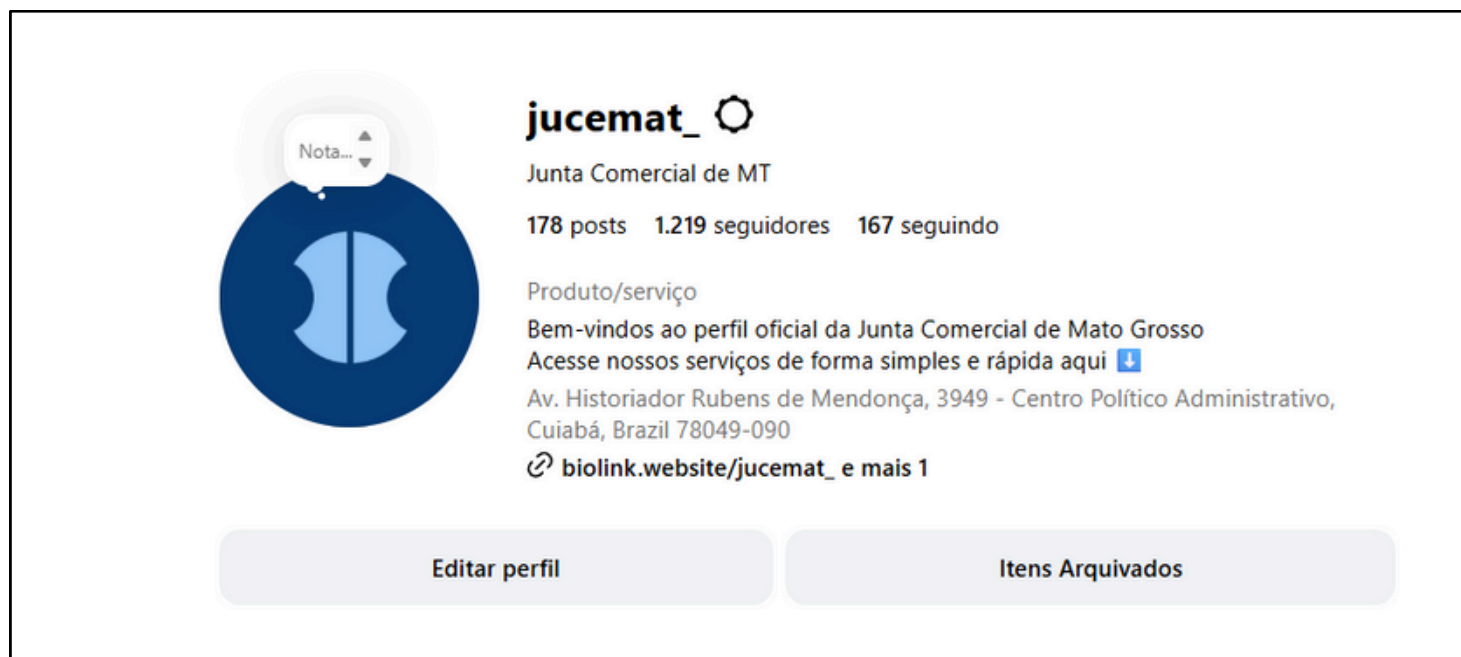 Nota...
jucemat_
Junta Comercial de MT
178 posts 1.219 seguidores 167 seguindo
Produto/serviço
Bem-vindos ao perfil oficial da Junta Comercial de Mato Grosso
Acesse nossos serviços de forma simples e rápida aqui ⬇️
Av. Historiador Rubens de Mendonça, 3949 - Centro Político Administrativo,
Cuiabá, Brazil 78049-090
biolink.website/jucemat_ e mais 1
Editar perfil
Itens Arquivados